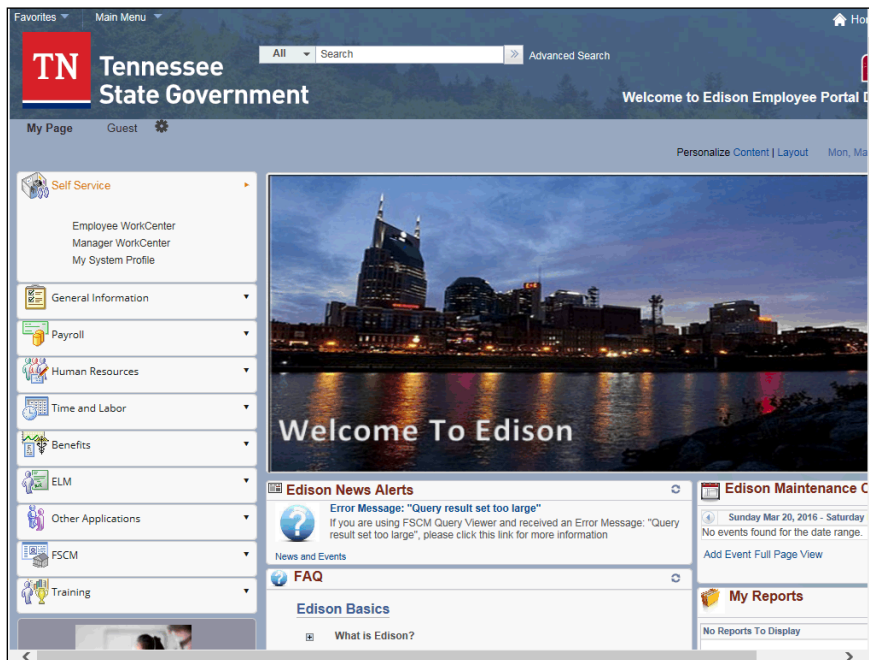 Favorites Main Menu
TN Tennessee
State Government
All Search Advanced Search
Welcome to Edison Employee Portal
My Page Guest
Personalize Content | Layout Mon,
Self Service
Employee WorkCenter
Manager WorkCenter
My System Profile
General Information
Payroll
Human Resources
Time and Labor
Benefits
ELM
Other Applications
FSCM
Training
Welcome To Edison
Edison News Alerts
Error Message: "Query result set too large"
If you are using FSCM Query Viewer and received an Error Message: "Query
result set too large", please click this link for more information
News and Events
FAQ
Edison Basics
What is Edison?
Edison Maintenance
Sunday Mar 20, 2016 - Saturday
No events found for the date range.
Add Event Full Page View
My Reports
No Reports To Display